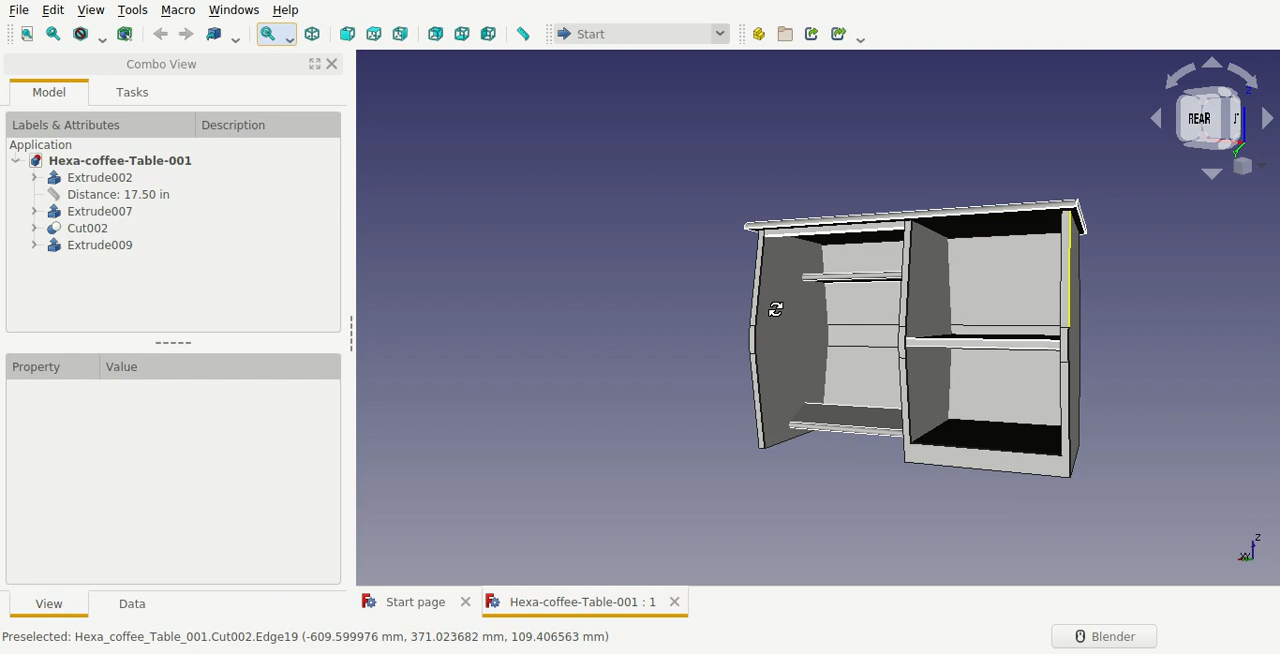 File Edit View Tools Macro Windows Help
Start
Combo View
Model Tasks
Labels & Attributes Description
Application
Hexa-coffee-Table-001
Extrude002
Distance: 17.50 in
Extrude007
Cut002
Extrude009
Property Value
View Data
REAR
Z
Z
Start page
Hexa-coffee-Table-001 : 1
Preselected: Hexa_coffee_Table_001.Cut002.Edge19 (-609.599976 mm, 371.023682 mm, 109.406563 mm)
Blender